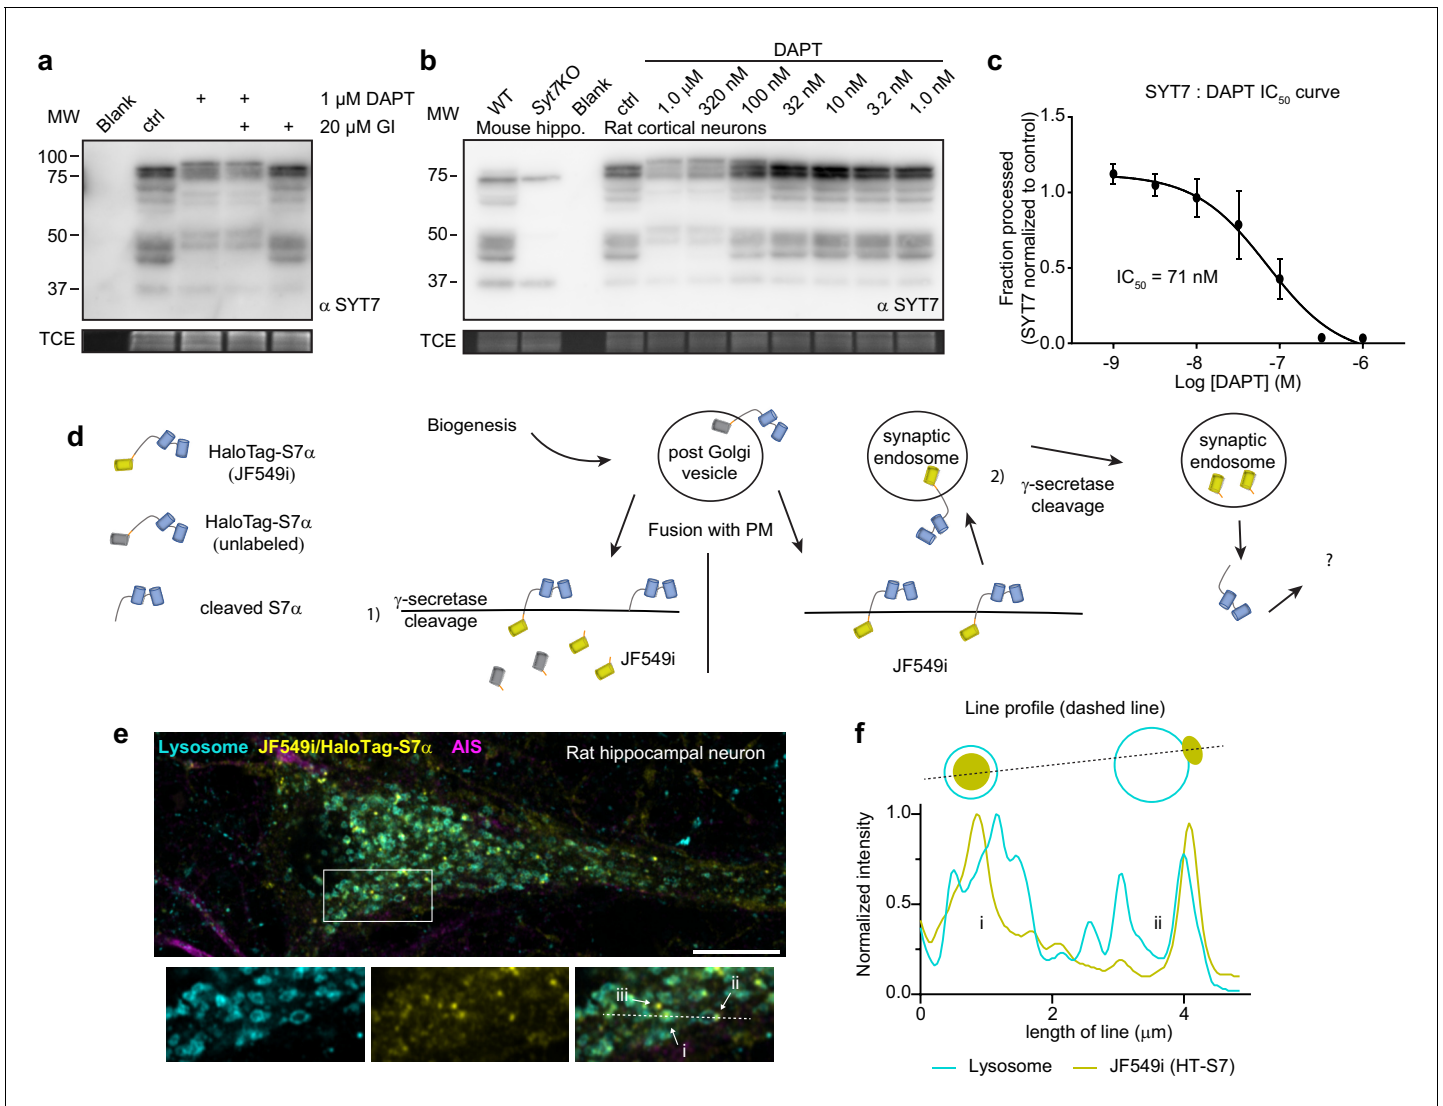 a
MW
Blank
ctrl
+ +
1 µM DAPT
+ +
20 µM GI
100
75
50
37
α SYT7
TCE
b
DAPT
MW
WT
Syt7KO
Blank
ctrl
1.0 µM
320 nM
100 nM
32 nM
10 nM
3.2 nM
1.0 nM
Mouse hippo.
Rat cortical neurons
75
50
37
α SYT7
TCE
c
SYT7 : DAPT IC50 curve
Fraction processed
(SYT7 normalized to control)
1.5
1.0
0.5
0.0
IC50 = 71 nM
-9 -8 -7 -6
Log [DAPT] (M)
d
HaloTag-S7α
(JF549i)
HaloTag-S7α
(unlabeled)
cleaved S7α
Biogenesis
post Golgi
vesicle
Fusion with PM
1)
γ-secretase
cleavage
JF549i
JF549i
synaptic
endosome
2)
γ-secretase
cleavage
synaptic
endosome
?
e
Lysosome JF549i/HaloTag-S7α AIS
Rat hippocampal neuron
iii
ii
i
f
Line profile (dashed line)
Normalized intensity
1.0
0.5
0.0
i
ii
0 2 4
length of line (µm)
Lysosome
JF549i (HT-S7)